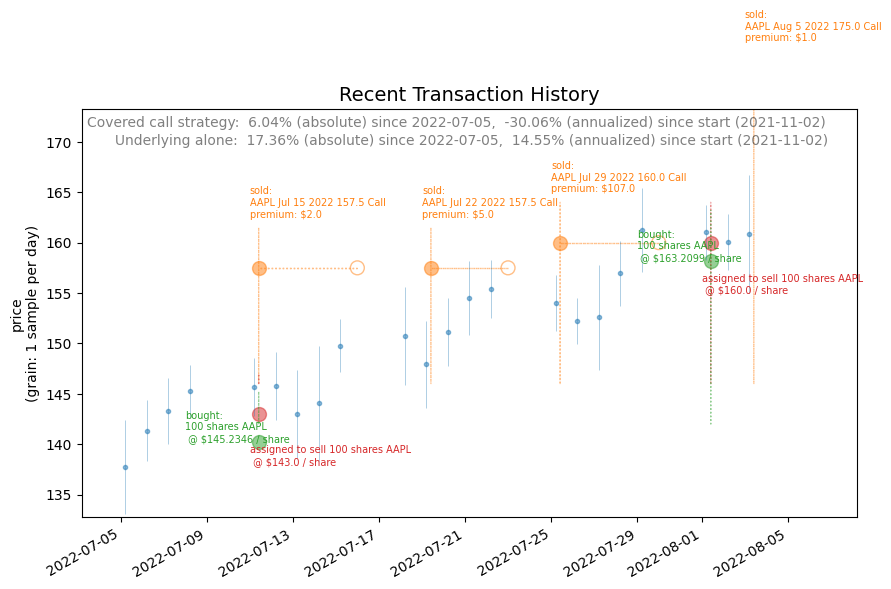 sold:
AAPL Aug 5 2022 175.0 Call
premium: $1.0
Recent Transaction History
Covered call strategy:  6.04% (absolute) since 2022-07-05,  -30.06% (annualized) since start (2021-11-02)
Underlying alone:  17.36% (absolute) since 2022-07-05,  14.55% (annualized) since start (2021-11-02)
sold:
AAPL Jul 29 2022 160.0 Call
premium: $107.0
sold:
AAPL Jul 15 2022 157.5 Call
premium: $2.0
sold:
AAPL Jul 22 2022 157.5 Call
premium: $5.0
bought:
100 shares AAPL
@ $163.2099 / share
assigned to sell 100 shares AAPL
@ $160.0 / share
bought:
100 shares AAPL
@ $145.2346 / share
assigned to sell 100 shares AAPL
@ $143.0 / share
price
(grain: 1 sample per day)
170
165
160
155
150
145
140
135
2022-07-05
2022-07-09
2022-07-13
2022-07-17
2022-07-21
2022-07-25
2022-07-29
2022-08-01
2022-08-05